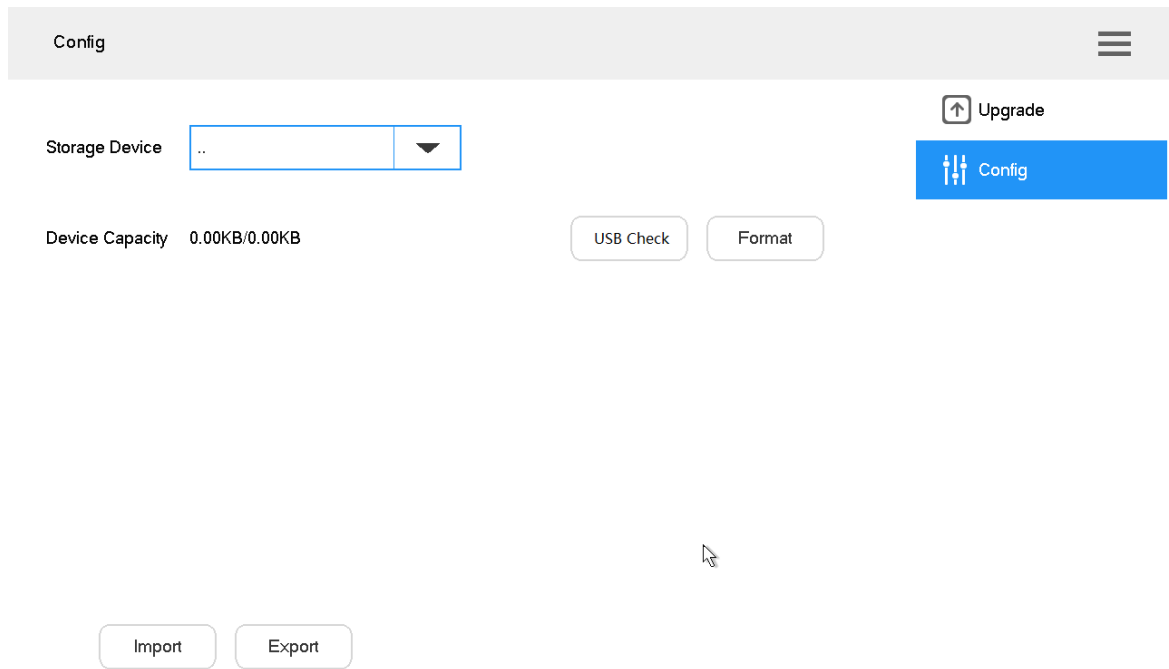 Config
Upgrade
Storage Device ..
Config
Device Capacity 0.00KB/0.00KB USB Check Format
Import Export